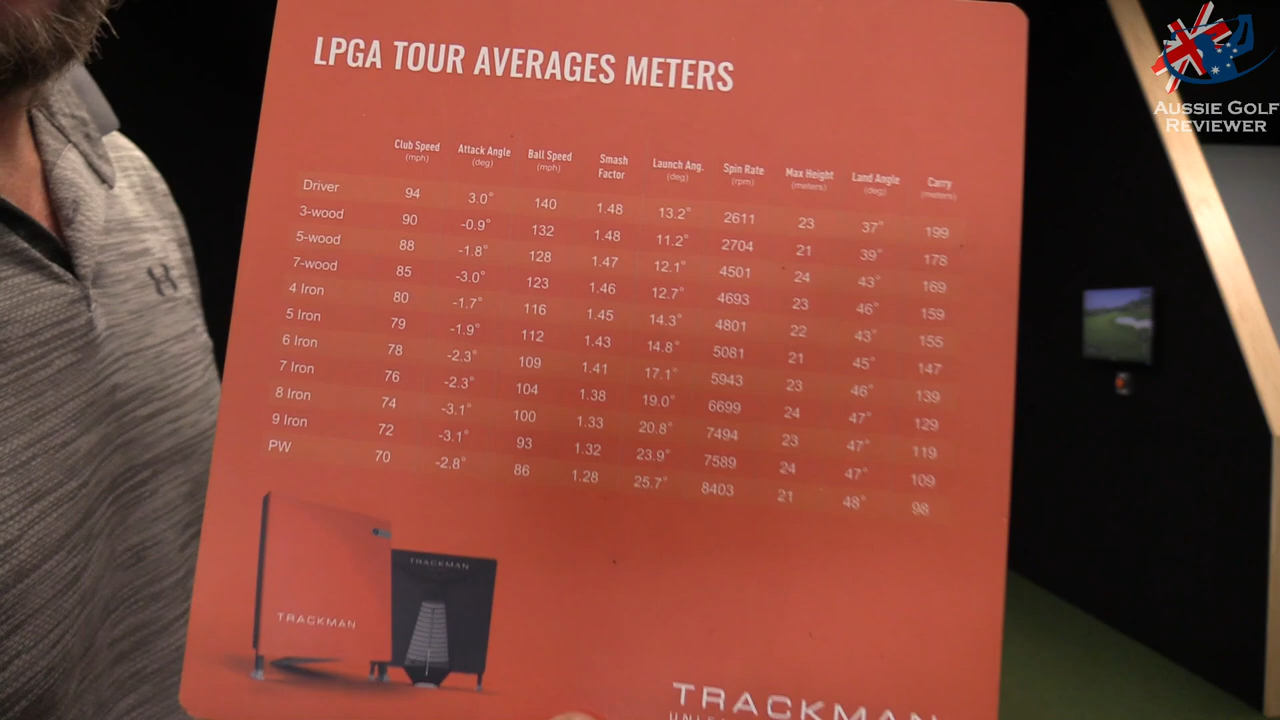 LPGA TOUR AVERAGES METERS
Club Speed (mph) Attack Angle (deg) Ball Speed (mph) Smash Factor Launch Ang. (deg) Spin Rate (rpm) Max Height (meters) Land Angle (deg) Carry (meters)
Driver 94 3.0° 140 1.48 13.2° 2611 23 37° 199
3-wood 90 -0.9° 132 1.48 11.2° 2704 21 39° 178
5-wood 88 -1.8° 128 1.47 12.1° 4501 24 43° 169
7-wood 85 -3.0° 123 1.46 12.7° 4693 23 46° 159
4 Iron 80 -1.7° 116 1.45 14.3° 4801 22 43° 155
5 Iron 79 -1.9° 112 1.43 14.8° 5081 21 45° 147
6 Iron 78 -2.3° 109 1.41 17.1° 5943 23 46° 139
7 Iron 76 -2.3° 104 1.38 19.0° 6699 24 47° 129
8 Iron 74 -3.1° 100 1.33 20.8° 7494 23 47° 119
9 Iron 72 -3.1° 93 1.32 23.9° 7589 24 47° 109
PW 70 -2.8° 86 1.28 25.7° 8403 21 48° 98
TRACKMAN
TRACKMAN
TRACKMAN
AUSSIE GOLF
REVIEWER